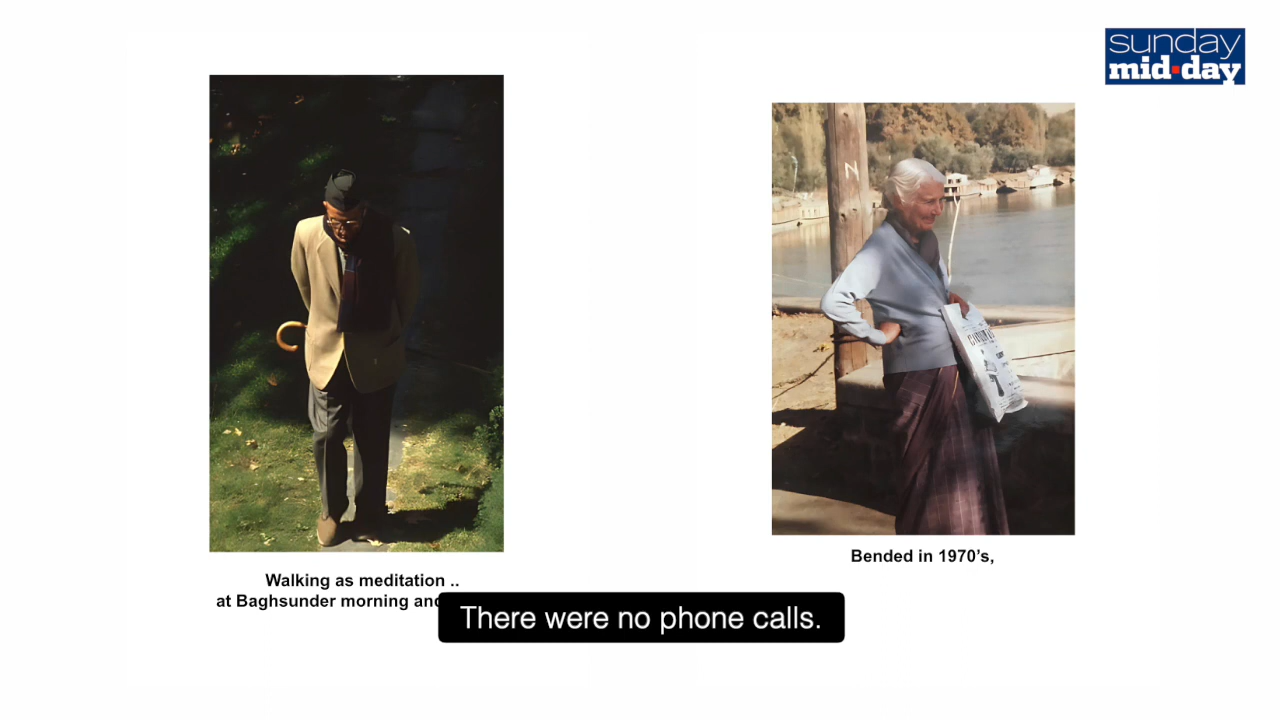 sunday
mid-day
N
Walking as meditation ..
at Baghsunder morning and
Bended in 1970’s,
There were no phone calls.